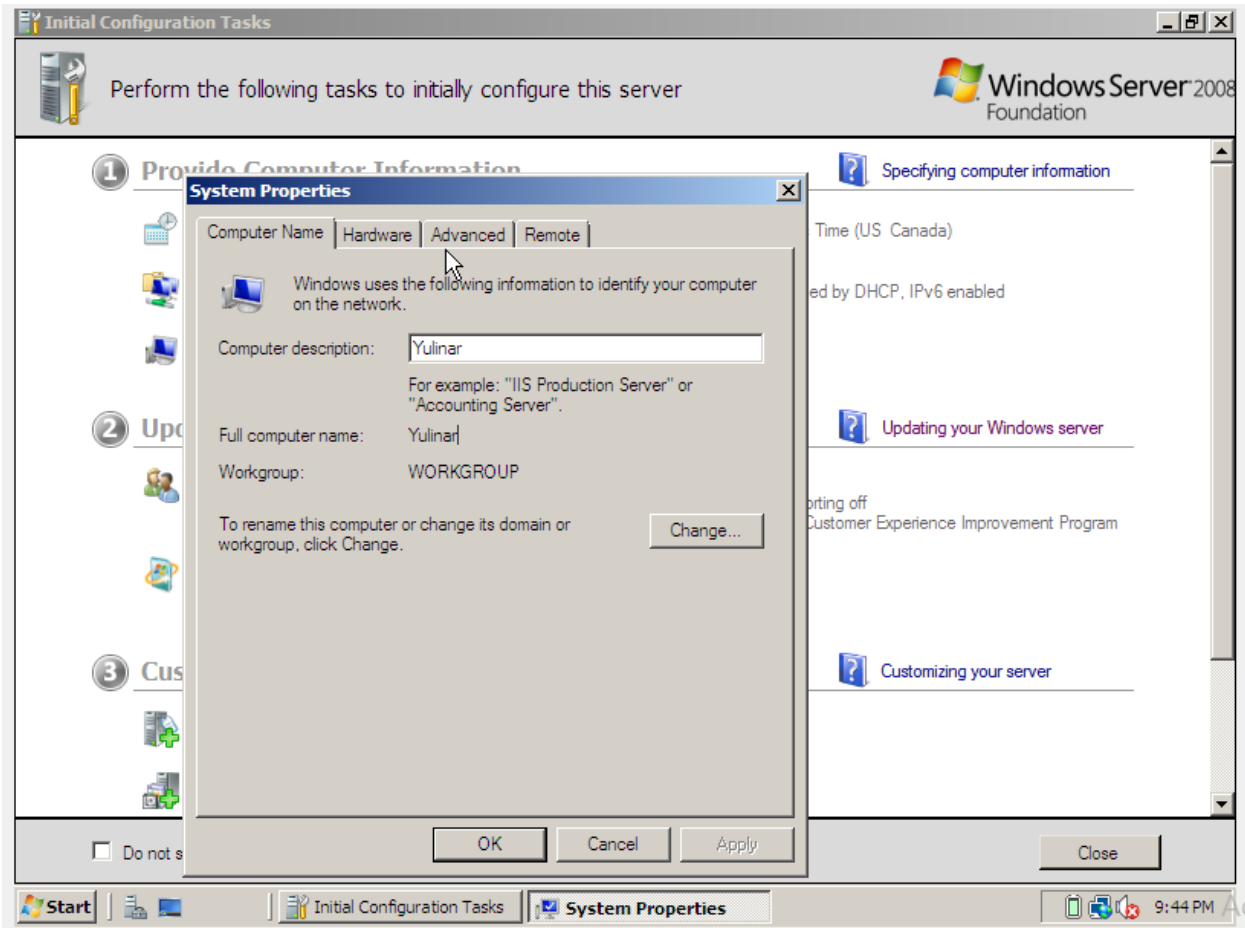 Initial Configuration Tasks
Perform the following tasks to initially configure this server
Windows Server 2008
Foundation
1 Provide Computer Information
Specifying computer information
System Properties
Computer Name Hardware Advanced Remote
Time (US Canada)
Windows uses the following information to identify your computer
on the network.
ed by DHCP, IPv6 enabled
Computer description: Yulinar
For example: "IIS Production Server" or
"Accounting Server".
2 Upd
Updating your Windows server
Full computer name: Yulinar
Workgroup: WORKGROUP
orting off
Customer Experience Improvement Program
To rename this computer or change its domain or
workgroup, click Change.
Change...
3 Cus
Customizing your server
OK Cancel Apply
Do not s
Close
Start Initial Configuration Tasks System Properties 9:44 PM